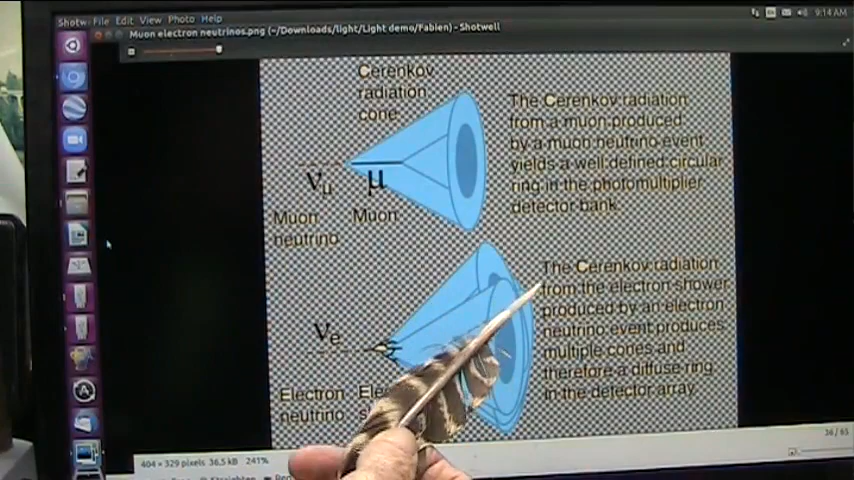 Shotw File Edit View Photo Help
9:14 AM
Muon electron neutrinos.png (~/Downloads/light/Light demo/Fabien) - Shotwell
Cerenkov
radiation
cone
νμ
μ
Muon
neutrino
Muon
The Cerenkov radiation
from a muon produced
by a muon neutrino event
yields a well-defined circular
ring in the photomultiplier
detector bank.
νe
Electron
neutrino
The Cerenkov radiation
from the electron shower
produced by an electron
neutrino event produces
multiple cones and
therefore a diffuse ring
in the detector array.
36 / 65
404 × 329 pixels 36.5 kB 241%